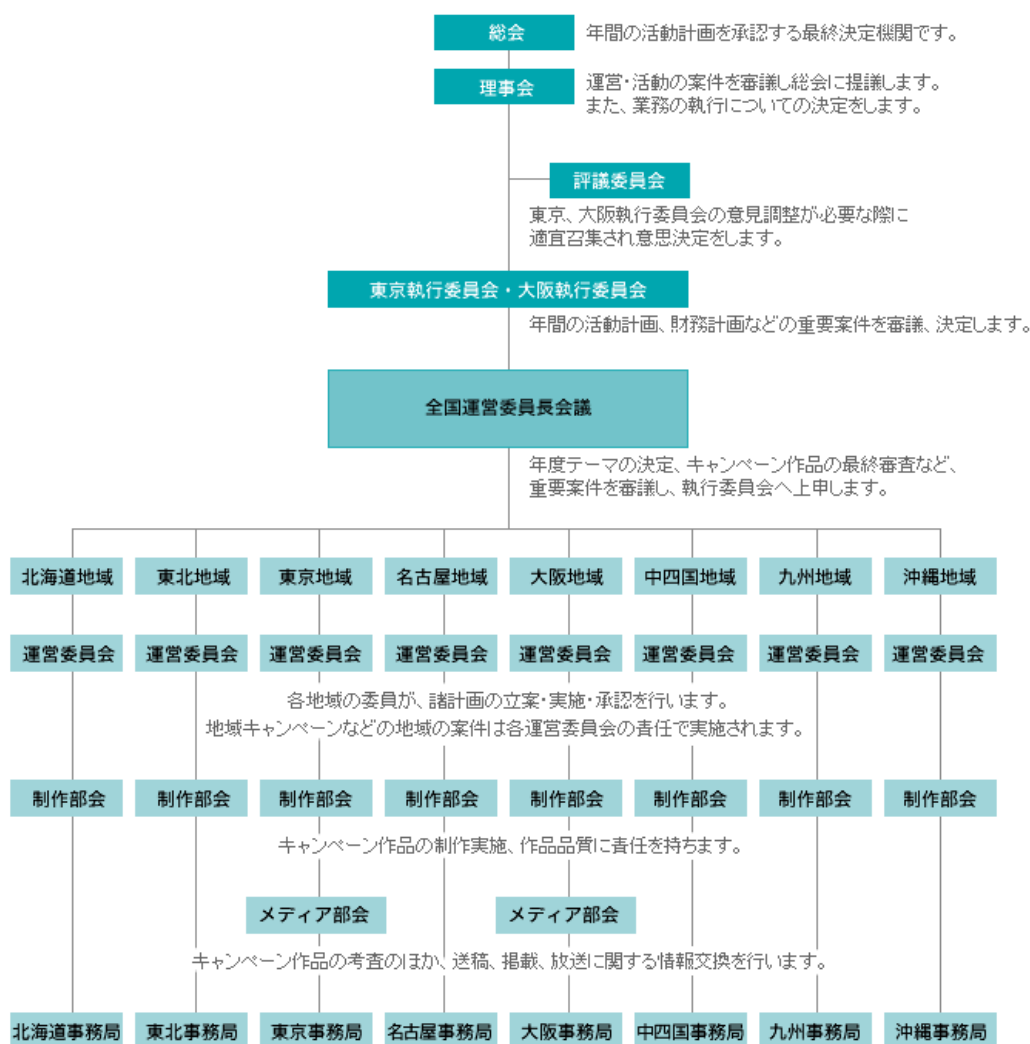 総会
年間の活動計画を承認する最終決定機関です。
理事会
運営・活動の案件を審議し総会に提議します。
また、業務の執行についての決定をします。
評議委員会
東京、大阪執行委員会の意見調整が必要な際に
適宜召集され意思決定をします。
東京執行委員会・大阪執行委員会
年間の活動計画、財務計画などの重要案件を審議、決定します。
全国運営委員長会議
年度テーマの決定、キャンペーン作品の最終審査など、
重要案件を審議し、執行委員会へ上申します。
北海道地域 東北地域 東京地域 名古屋地域 大阪地域 中四国地域 九州地域 沖縄地域
運営委員会 運営委員会 運営委員会 運営委員会 運営委員会 運営委員会 運営委員会 運営委員会
各地域の委員が、諸計画の立案・実施・承認を行います。
地域キャンペーンなどの地域の案件は各運営委員会の責任で実施されます。
制作部会 制作部会 制作部会 制作部会 制作部会 制作部会 制作部会 制作部会
キャンペーン作品の制作実施、作品品質に責任を持ちます。
メディア部会 メディア部会
キャンペーン作品の考査のほか、送稿、掲載、放送に関する情報交換を行います。
北海道事務局 東北事務局 東京事務局 名古屋事務局 大阪事務局 中四国事務局 九州事務局 沖縄事務局